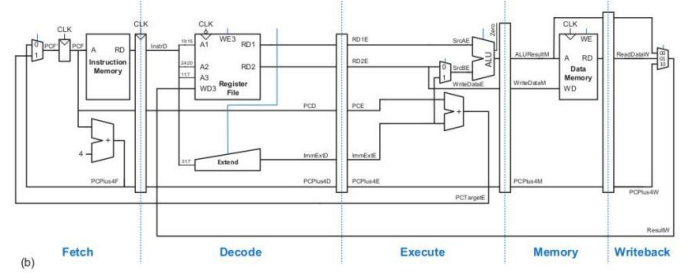 CLK
CLK
CLK
CLK
0
1
PCF'
PCF
A
RD
Instruction
Memory
InstrD
19:15
A1
WE3
RD1
RD1E
24:20
A2
RD2
RD2E
11:7
A3
WD3
Register
File
SrcAE
Zero
ALU
0
1
SrcBE
ALUResultM
WriteDataE
WriteDataM
A
WE
RD
Data
Memory
WD
ReadDataW
00
01
10
PCD
PCE
+
4
+
31:7
Extend
ImmExtD
ImmExtE
PCPlus4F
PCPlus4D
PCPlus4E
PCPlus4M
PCPlus4W
PCTargetE
ResultW
Fetch
Decode
Execute
Memory
Writeback
(b)